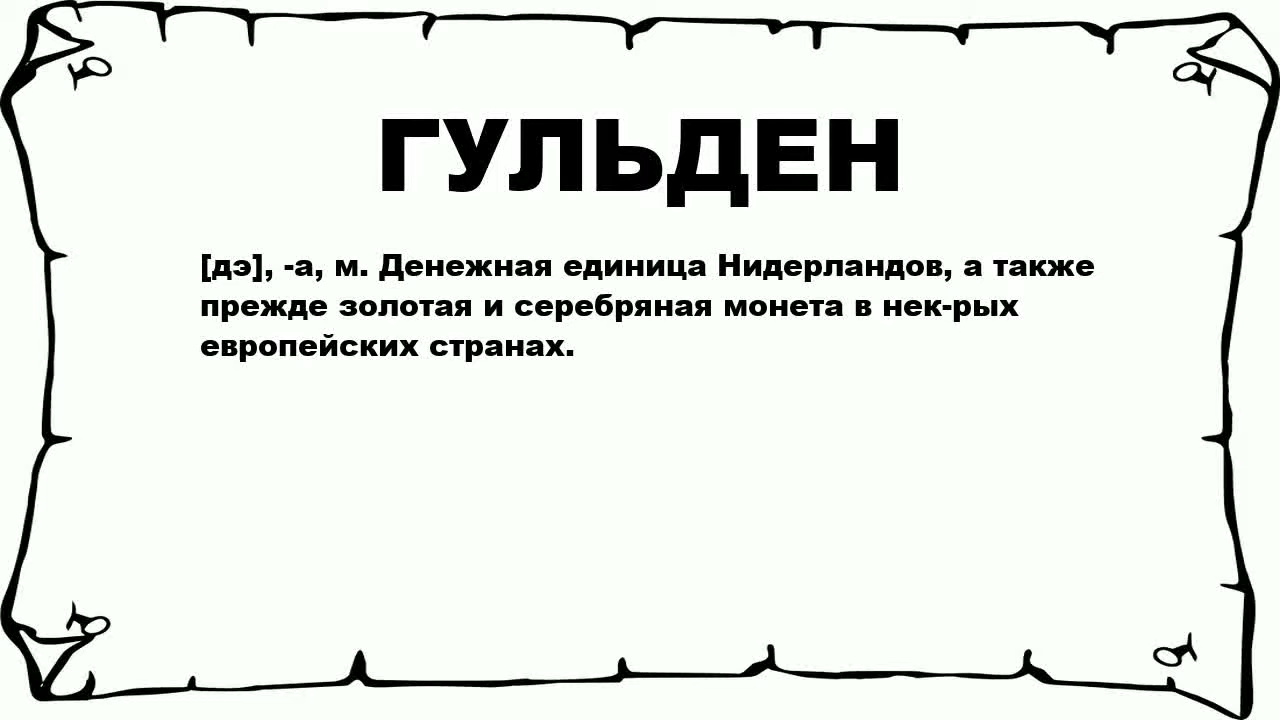 ГУЛЬДЕН
[дэ], -а, м. Денежная единица Нидерландов, а также
прежде золотая и серебряная монета в нек-рых
европейских странах.